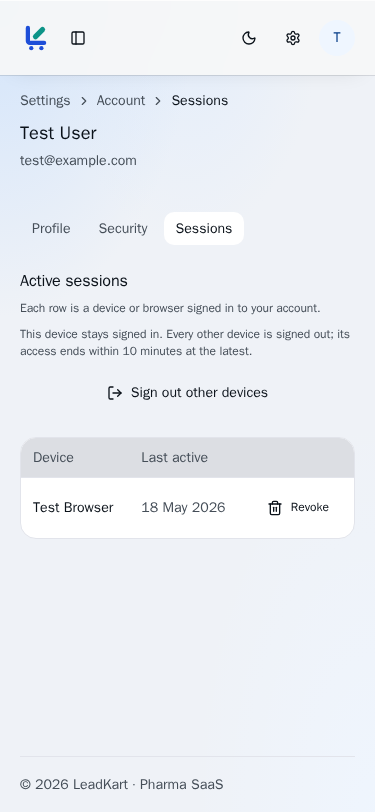 T
Settings > Account > Sessions
Test User
test@example.com
Profile Security Sessions
Active sessions
Each row is a device or browser signed in to your account.
This device stays signed in. Every other device is signed out; its
access ends within 10 minutes at the latest.
Sign out other devices
Device Last active
Test Browser 18 May 2026 Revoke
© 2026 LeadKart · Pharma SaaS